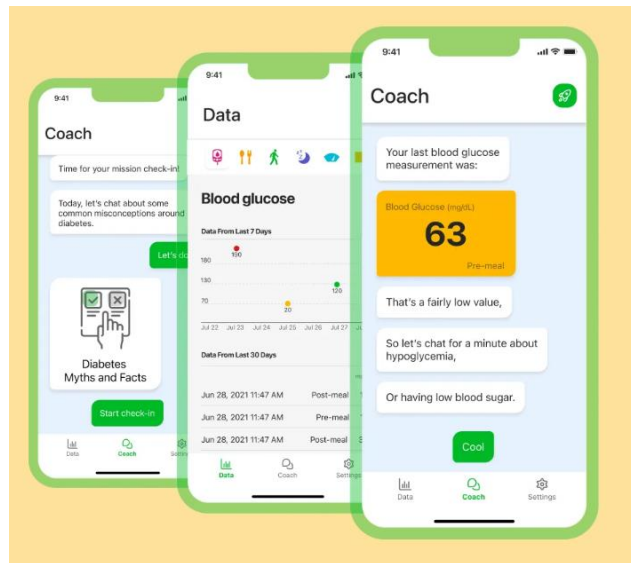 9:41
Coach
Time for your mission check-in!
Today, let's chat about some
common misconceptions around
diabetes.
Let's do
Diabetes
Myths and Facts
Start check-in
Data
Coach
9:41
Data
Blood glucose
Data From Last 7 Days
190
180
130
120
70
20
Jul 22 Jul 23 Jul 24 Jul 25 Jul 26 Jul 27
Data From Last 30 Days
Jun 28, 2021 11:47 AM Post-meal
Jun 28, 2021 11:47 AM Pre-meal
Jun 28, 2021 11:47 AM Post-meal
Data
Coach
Settings
9:41
Coach
Your last blood glucose
measurement was:
Blood Glucose (mg/dL)
63
Pre-meal
That's a fairly low value,
So let's chat for a minute about
hypoglycemia,
Or having low blood sugar.
Cool
Data
Coach
Settings